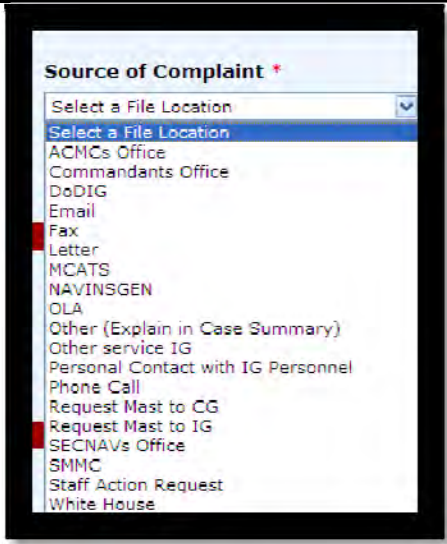 Source of Complaint *
Select a File Location
Select a File Location
ACMCs Office
Commandants Office
DoDIG
Email
Fax
Letter
MCATS
NAVINSGEN
OLA
Other (Explain in Case Summary)
Other service IG
Personal Contact with IG Personnel
Phone Call
Request Mast to CG
Request Mast to IG
SECNAVs Office
SMMC
Staff Action Request
White House